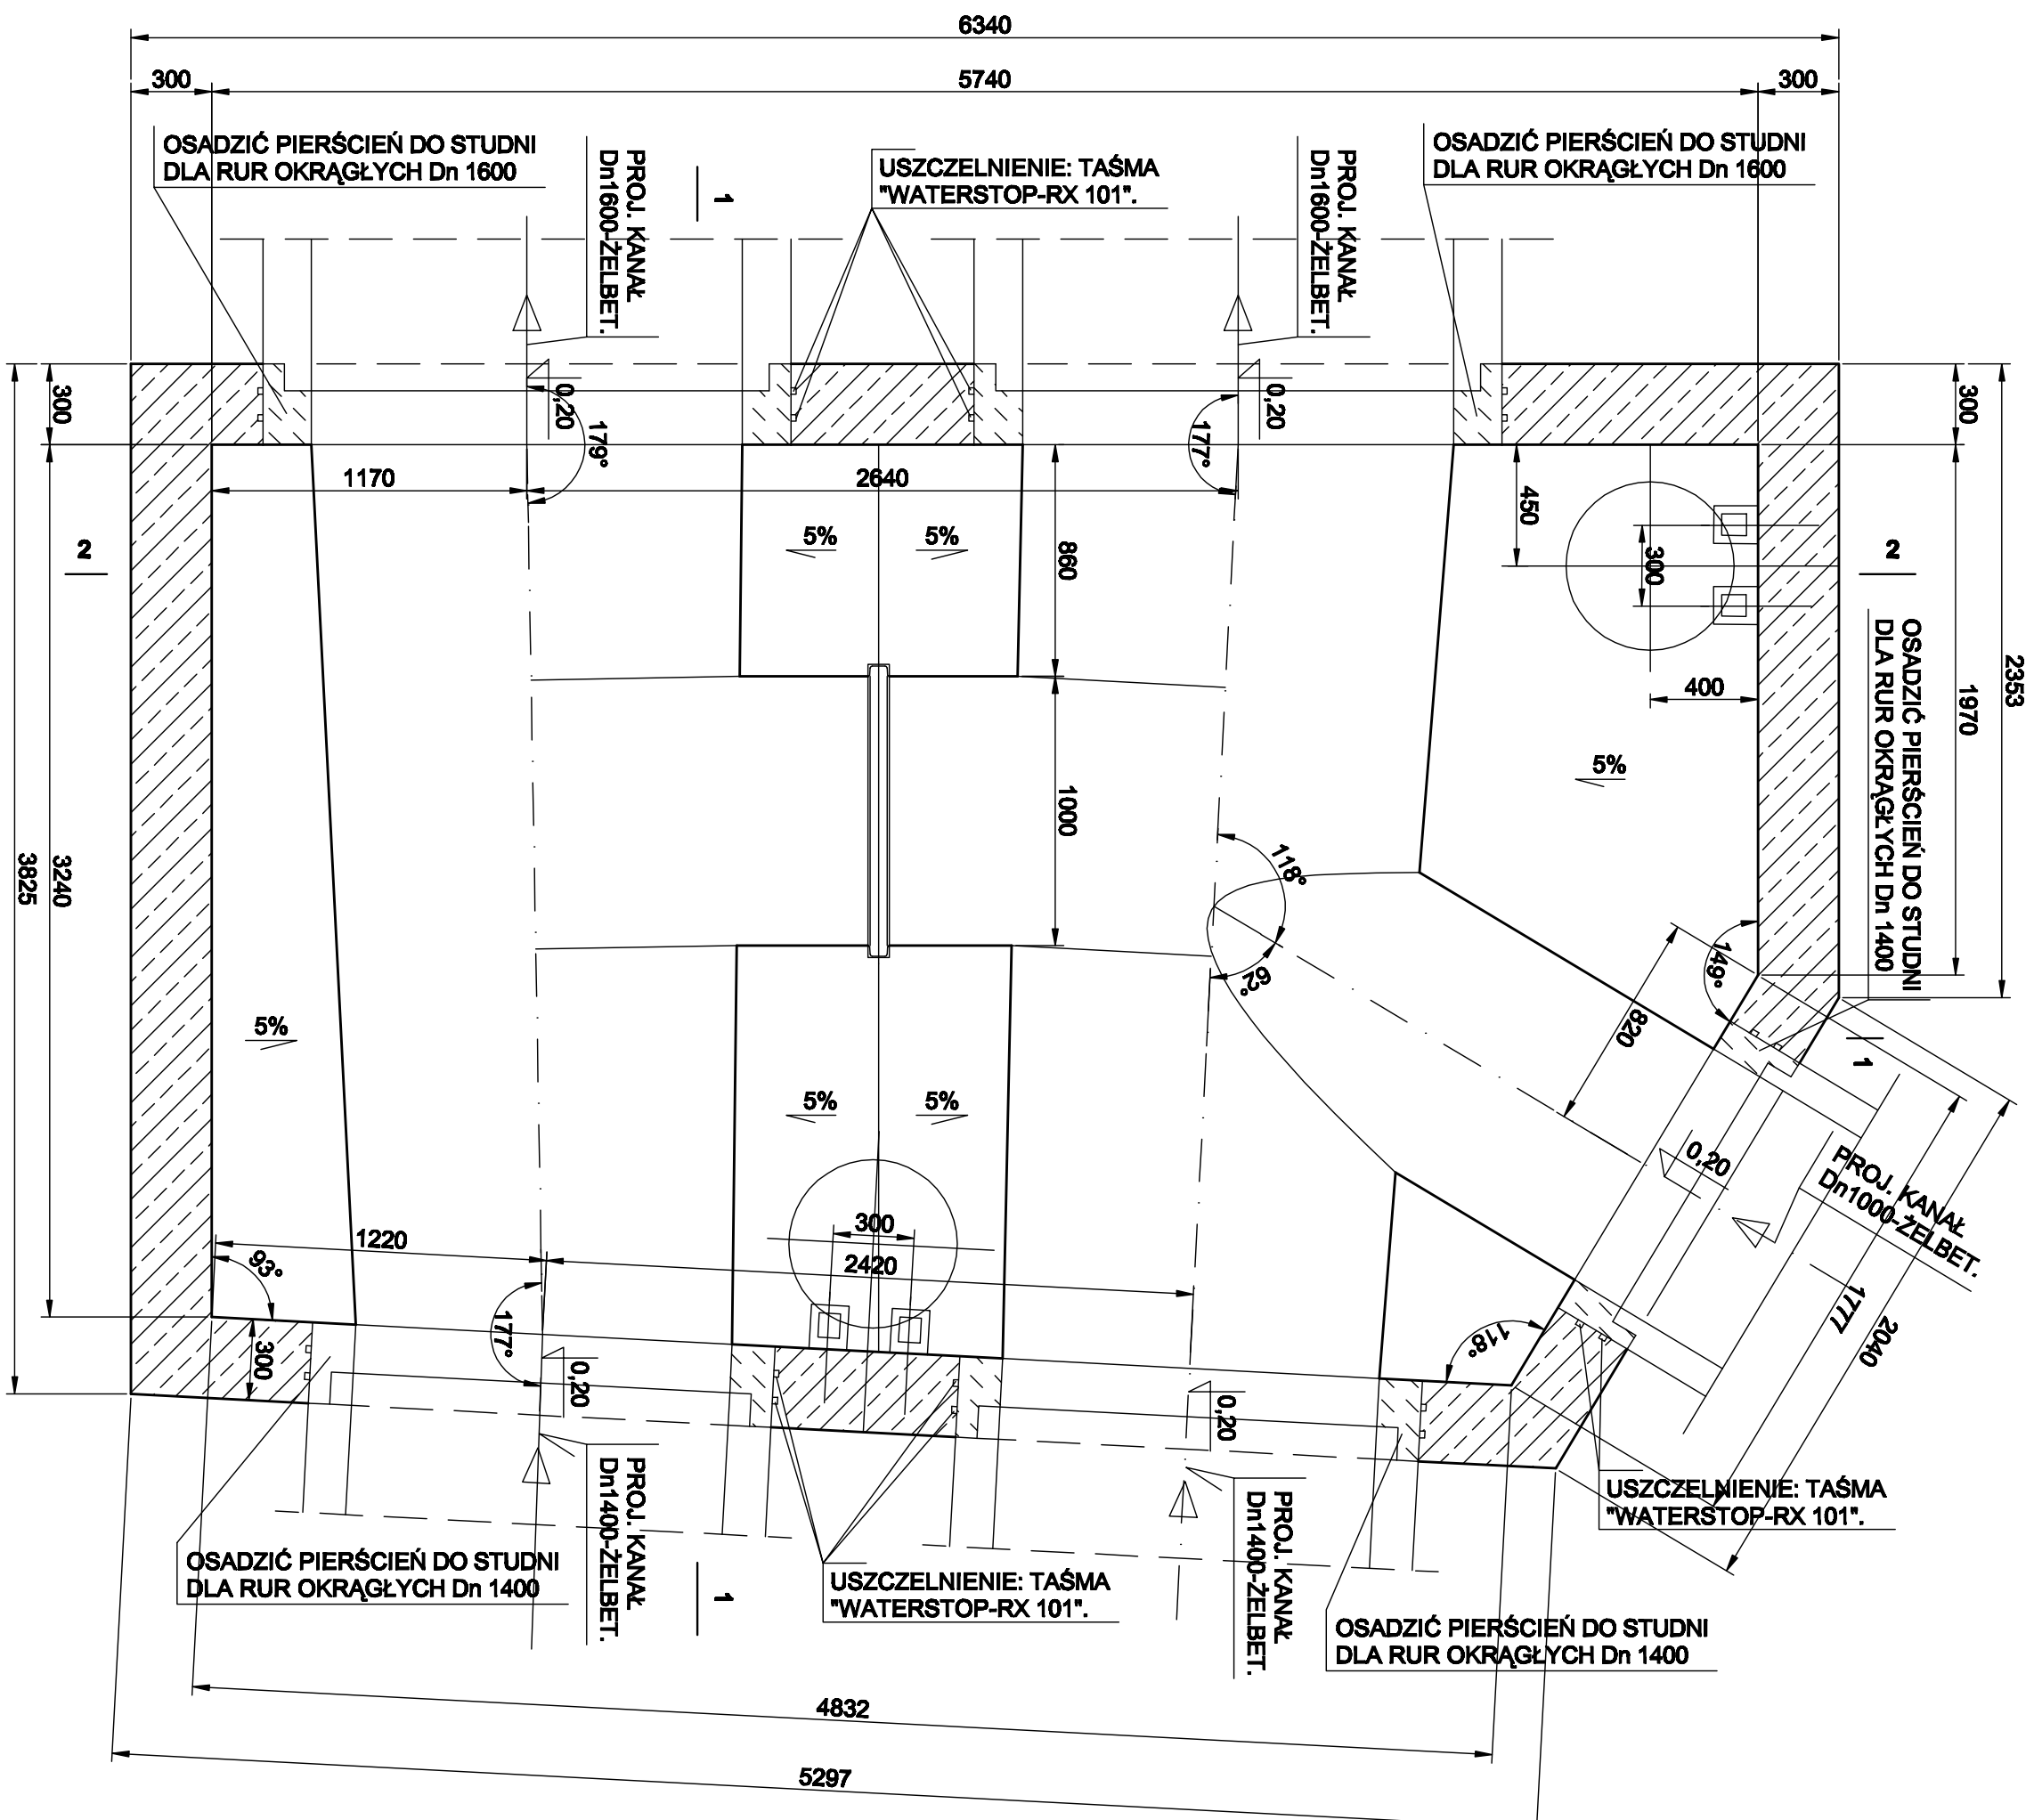 6340
300
5740
300
OSADZIĆ PIERŚCIEŃ DO STUDNI
DLA RUR OKRĄGŁYCH Dn 1600
PROJ. KANAŁ
Dn1600-ŻELBET.
1
USZCZELNIENIE: TAŚMA
"WATERSTOP-RX 101".
PROJ. KANAŁ
Dn1600-ŻELBET.
OSADZIĆ PIERŚCIEŃ DO STUDNI
DLA RUR OKRĄGŁYCH Dn 1600
300
0,20
179°
177°
0,20
300
1170
2640
450
2
5%
5%
860
300
2
OSADZIĆ PIERŚCIEŃ DO STUDNI
DLA RUR OKRĄGŁYCH Dn 1400
2353
1970
400
5%
1000
118°
62°
149°
820
1
3825
3240
5%
5%
5%
0,20
PROJ. KANAŁ
Dn1000-ŻELBET.
1777
2040
1220
93°
300
2420
177°
300
0,20
118°
0,20
PROJ. KANAŁ
Dn1400-ŻELBET.
1
PROJ. KANAŁ
Dn1400-ŻELBET.
USZCZELNIENIE: TAŚMA
"WATERSTOP-RX 101".
OSADZIĆ PIERŚCIEŃ DO STUDNI
DLA RUR OKRĄGŁYCH Dn 1400
USZCZELNIENIE: TAŚMA
"WATERSTOP-RX 101".
OSADZIĆ PIERŚCIEŃ DO STUDNI
DLA RUR OKRĄGŁYCH Dn 1400
4832
5297